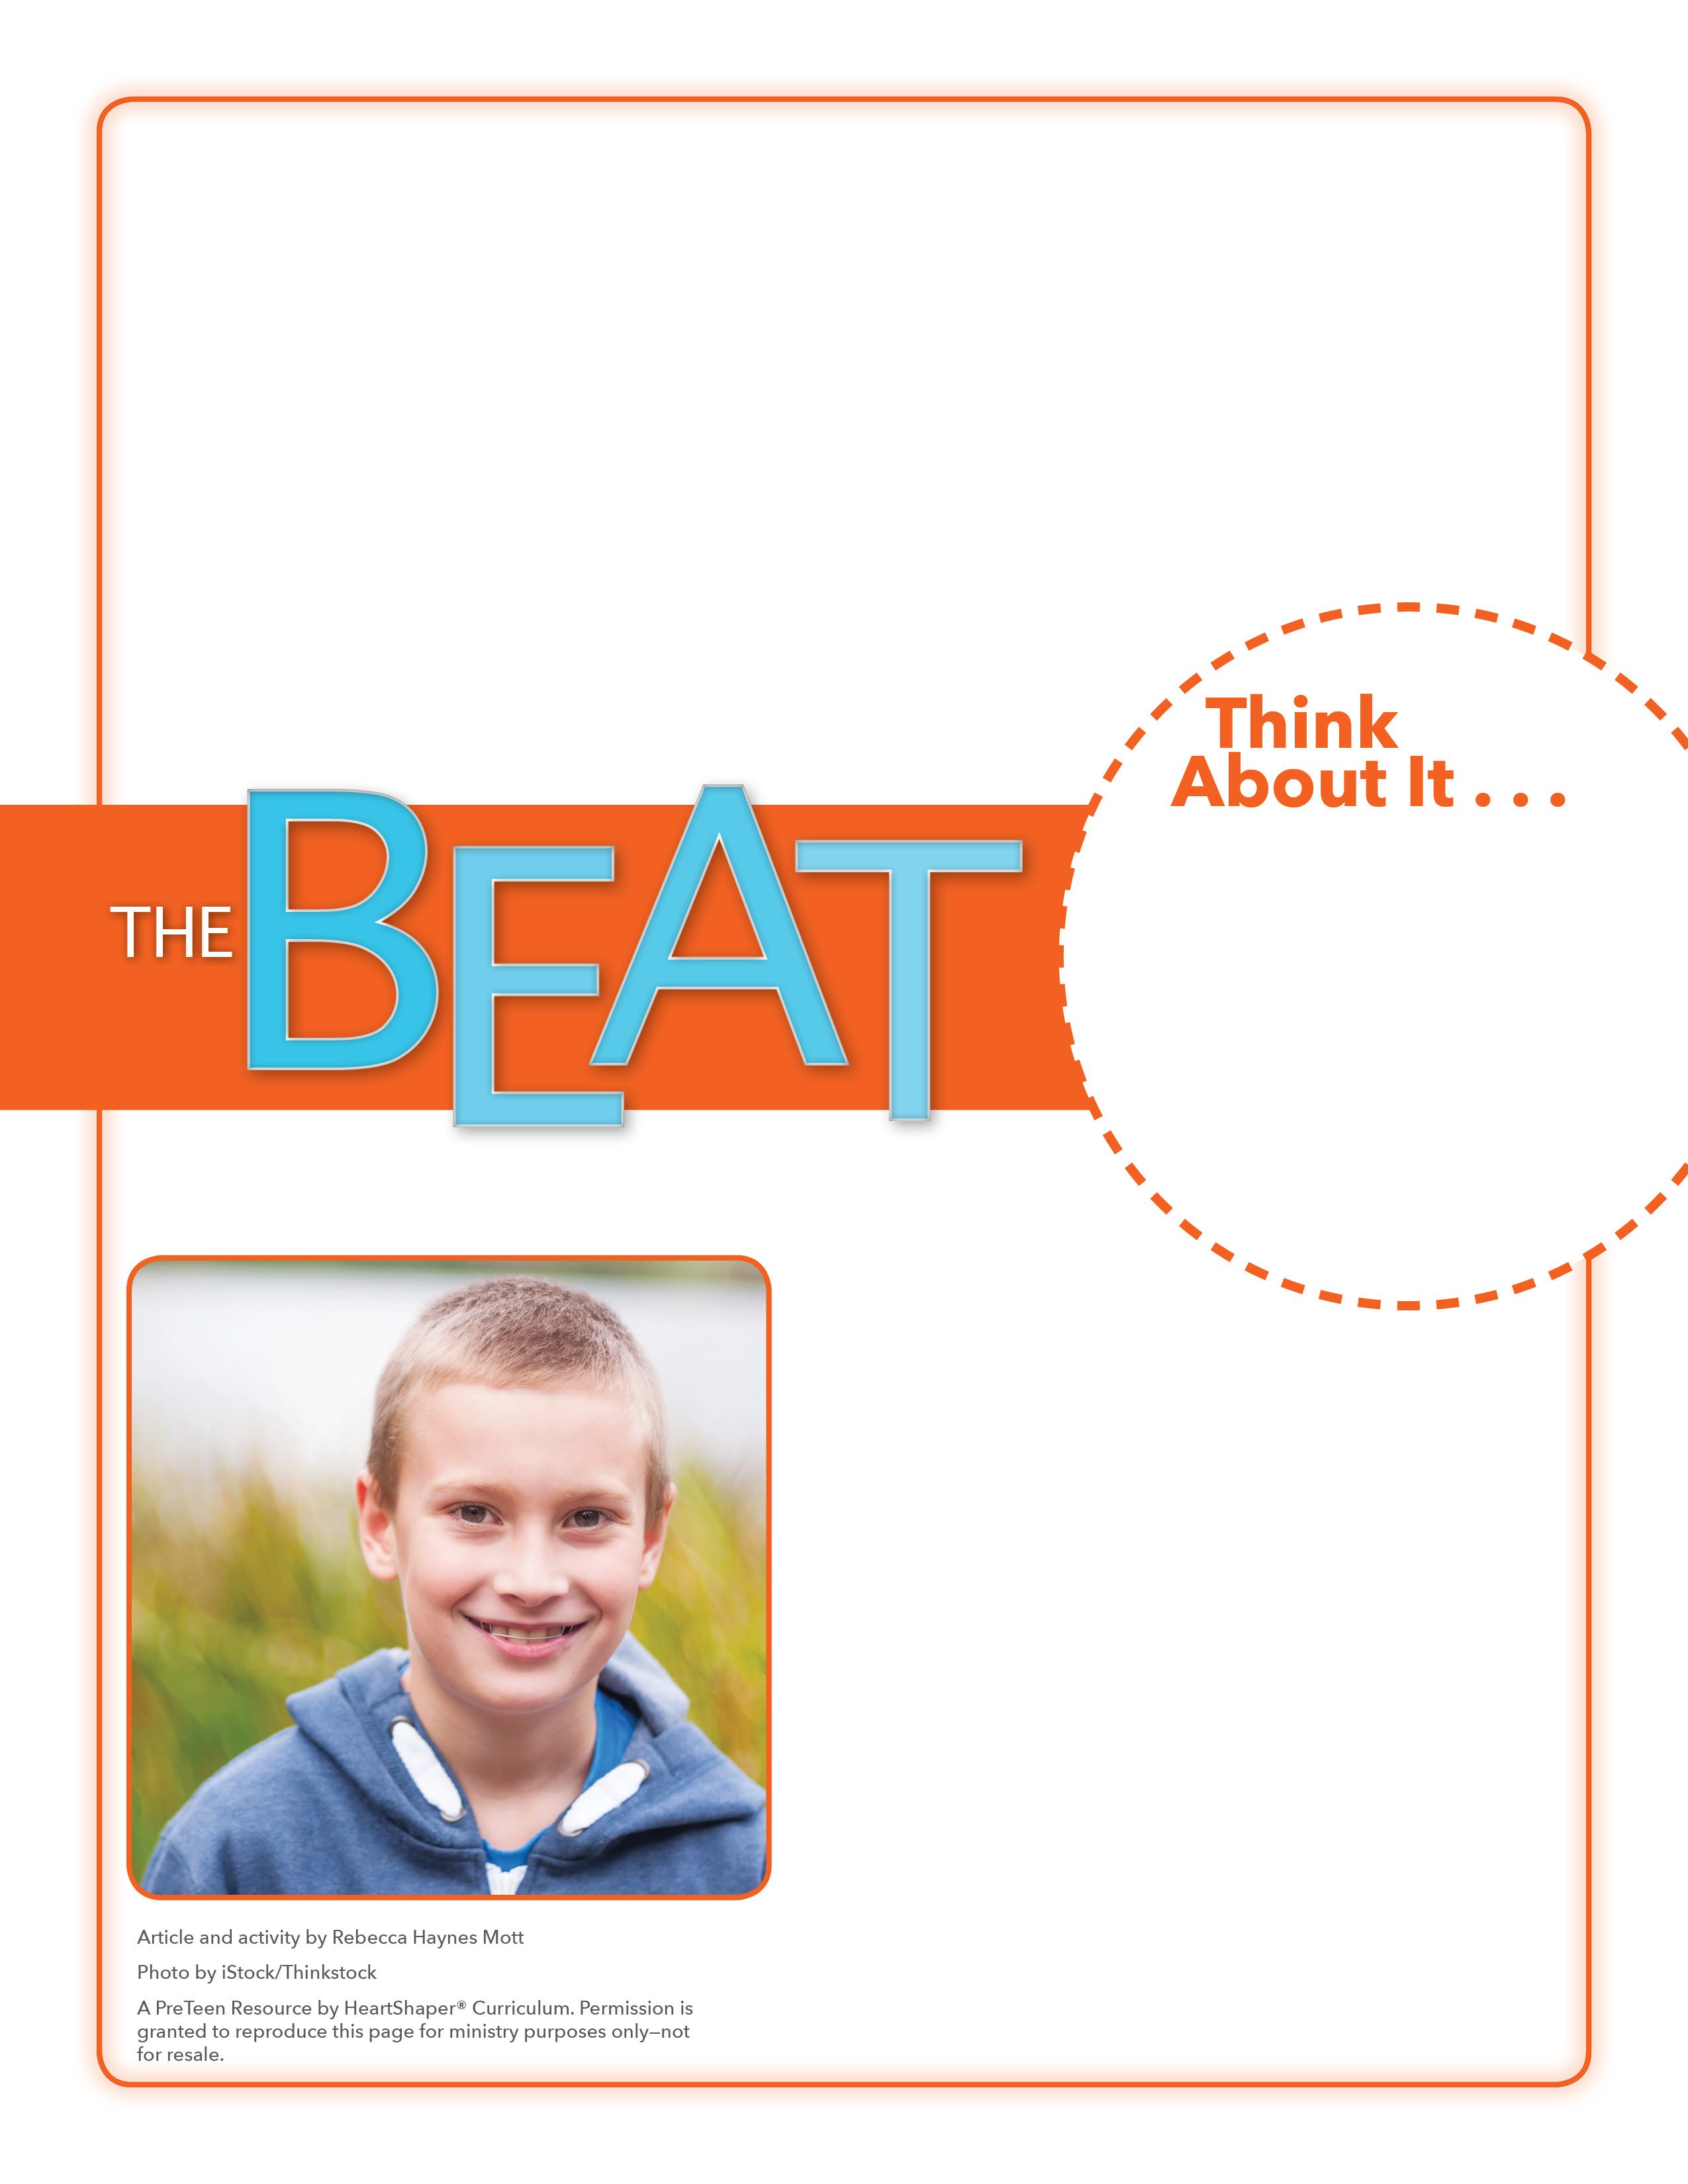 Think
About It . . .
THE BEAT
Article and activity by Rebecca Haynes Mott
Photo by iStock/Thinkstock
A PreTeen Resource by HeartShaper® Curriculum. Permission is
granted to reproduce this page for ministry purposes only—not
for resale.